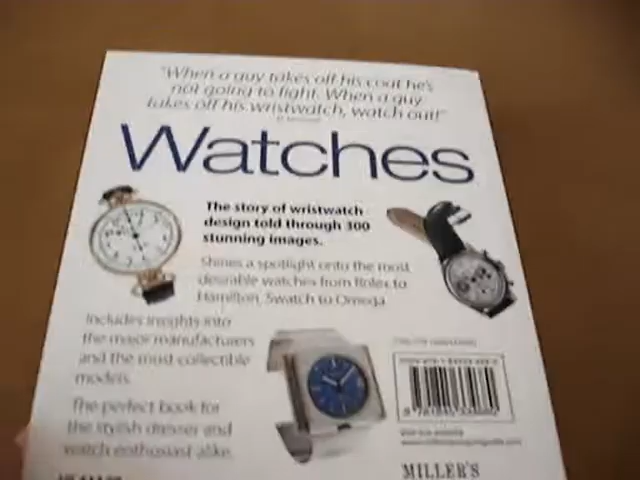 "When a guy takes off his coat he's
not going to fight. When a guy
takes off his wristwatch, watch out!"
Watches
The story of wristwatch
design told through 300
stunning images.
Shines a spotlight onto the most
desirable watches from Rolex to
Hamilton, Swatch to Omega.
Includes insights into
the major manufacturers
and the most collectible
models.
The perfect book for
the stylish dresser and
watch enthusiast alike.
MILLER'S